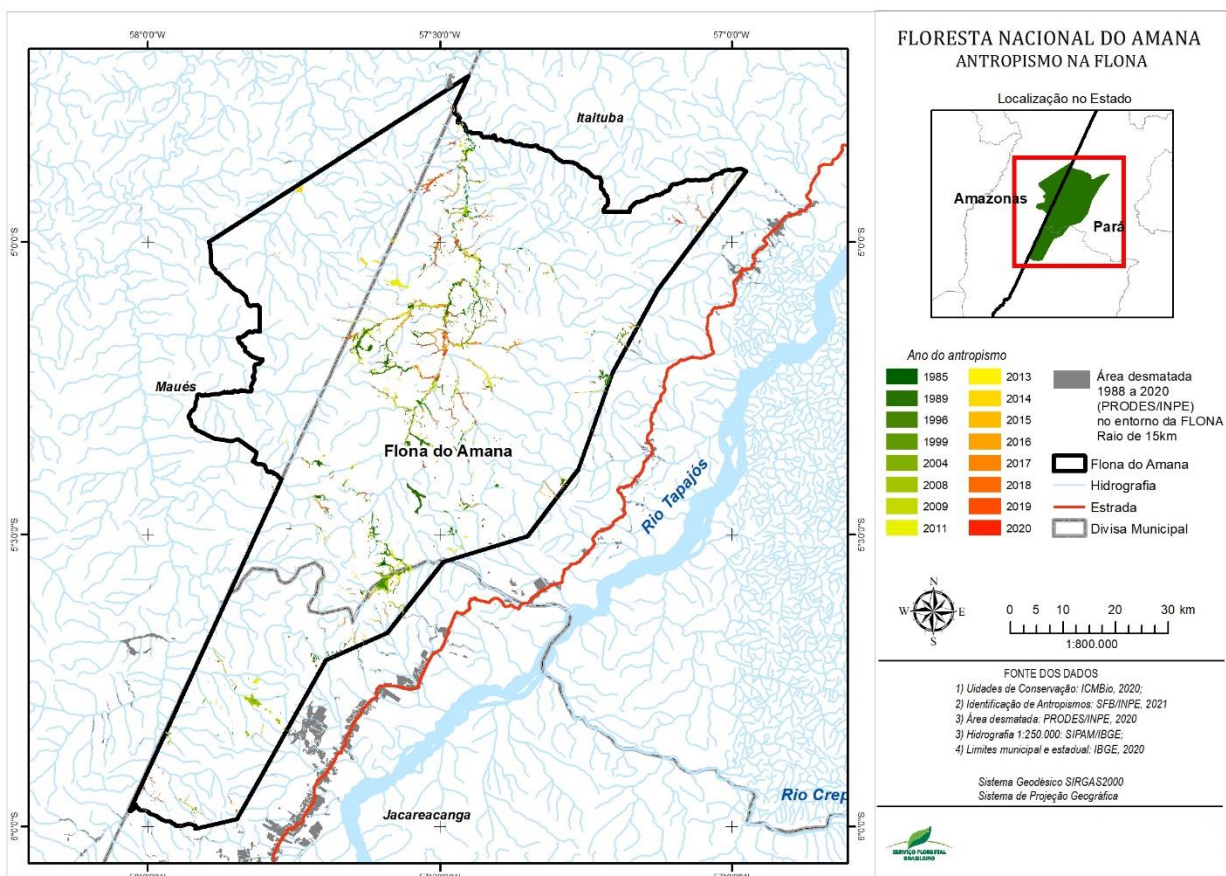 FLORESTA NACIONAL DO AMANA
ANTROPISMO NA FLONA
Localização no Estado
Amazonas
Pará
Ano do antropismo
1985
1989
1996
1999
2004
2008
2009
2011
2013
2014
2015
2016
2017
2018
2019
2020
Área desmatada
1988 a 2020
(PRODES/INPE)
no entorno da FLONA
Raio de 15km
Flona do Amana
Hidrografia
Estrada
Divisa Municipal
N
W
E
S
0 5 10 20 30 km
1:800.000
FONTE DOS DADOS
1) Uidades de Conservação: ICMBio, 2020;
2) Identificação de Antropismos: SFB/INPE, 2021
3) Área desmatada: PRODES/INPE, 2020
3) Hidrografia 1:250.000: SIPAM/IBGE;
4) Limites municipal e estadual: IBGE, 2020
Sistema Geodésico SIRGAS2000
Sistema de Projeção Geográfica
SERVIÇO FLORESTAL
BRASILEIRO
58°0'0"W
57°30'0"W
57°0'0"W
Itaituba
5°0'0"S
5°0'0"S
Maués
Flona do Amana
Rio Tapajós
5°30'0"S
5°30'0"S
Rio Crep
Jacareacanga
6°0'0"S
6°0'0"S